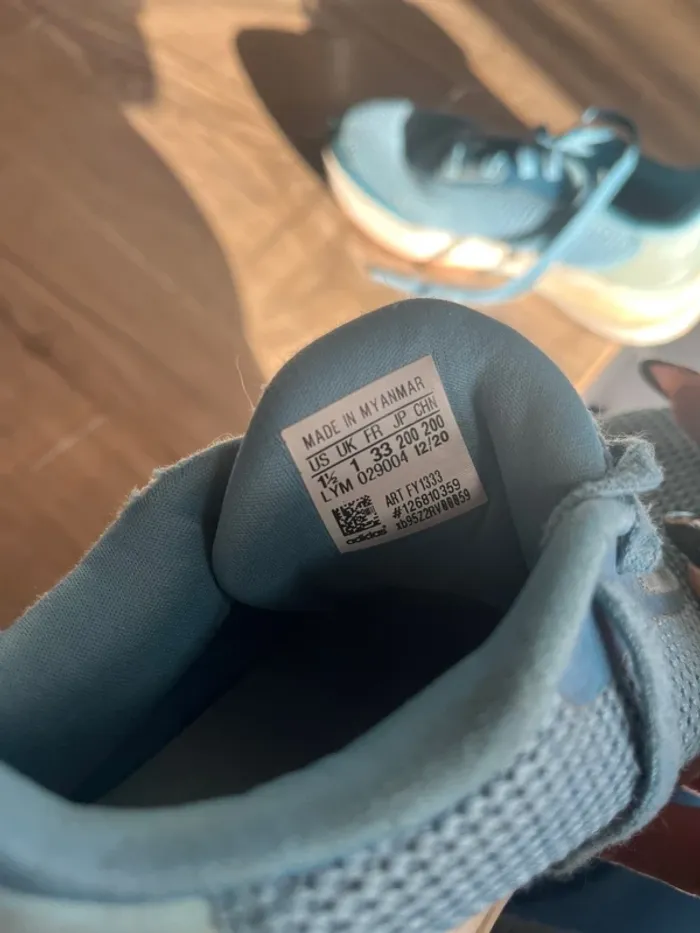 MADE IN MYANMAR
US UK FR JP CHN
1½ 1 33 200 200
LYM 029004 12/20
ART FY1333
#126810359
xb95Z2RV00059
adidas